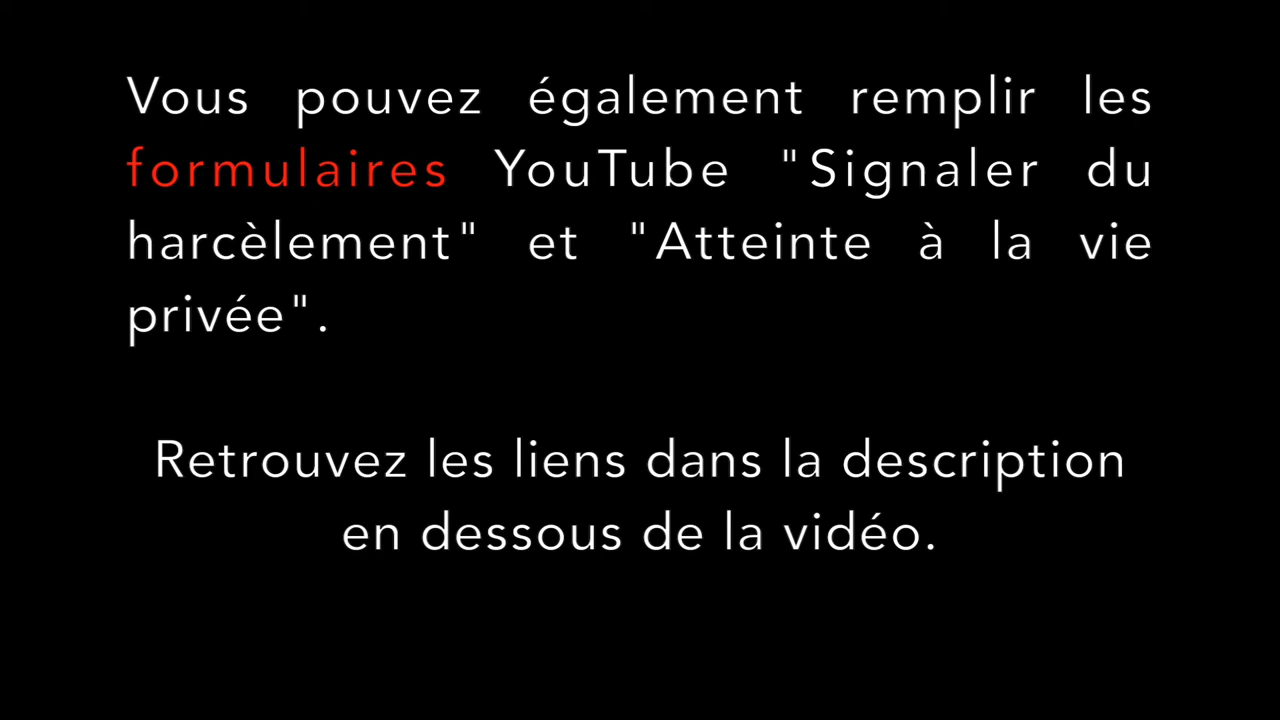 Vous pouvez également remplir les
formulaires YouTube "Signaler du
harcèlement" et "Atteinte à la vie
privée".
Retrouvez les liens dans la description
en dessous de la vidéo.